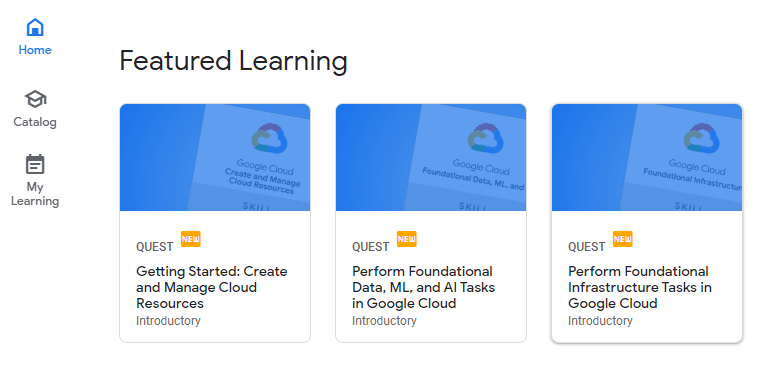 Home
Catalog
My
Learning
Featured Learning
Google Cloud
Create and Manage
Cloud Resources
SKILL
QUEST NEW
Getting Started: Create
and Manage Cloud
Resources
Introductory
Google Cloud
Foundational Data, ML, and
SKILL
QUEST NEW
Perform Foundational
Data, ML, and AI Tasks
in Google Cloud
Introductory
Google Cloud
Foundational Infrastructur
SKILL
QUEST NEW
Perform Foundational
Infrastructure Tasks in
Google Cloud
Introductory